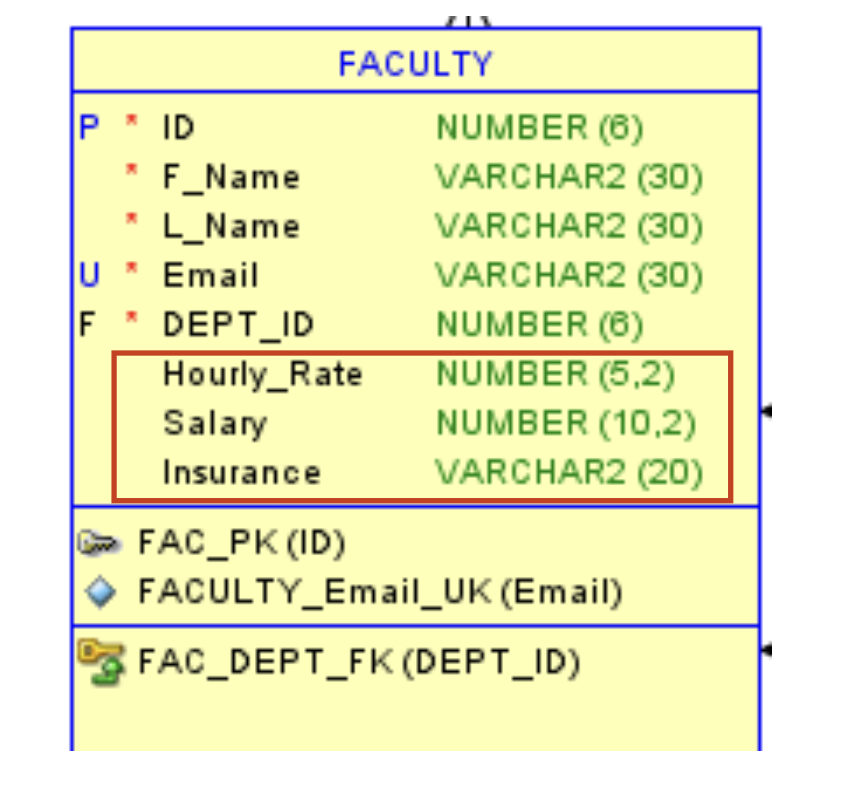 FACULTY
P * ID NUMBER (6)
* F_Name VARCHAR2 (30)
* L_Name VARCHAR2 (30)
U * Email VARCHAR2 (30)
F * DEPT_ID NUMBER (6)
Hourly_Rate NUMBER (5,2)
Salary NUMBER (10,2)
Insurance VARCHAR2 (20)
FAC_PK (ID)
FACULTY_Email_UK (Email)
FAC_DEPT_FK (DEPT_ID)